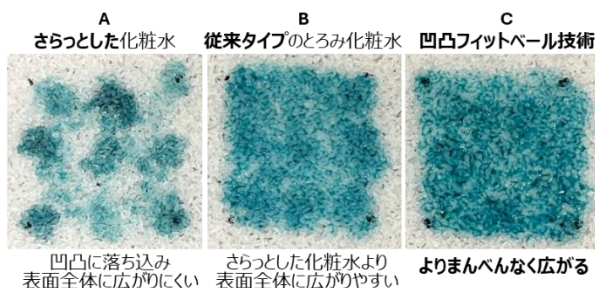 A
さらっとした化粧水
凹凸に落ち込み
表面全体に広がりにくい
B
従来タイプのとろみ化粧水
さらっとした化粧水より
表面全体に広がりやすい
C
凹凸フィットベール技術
よりまんべんなく広がる